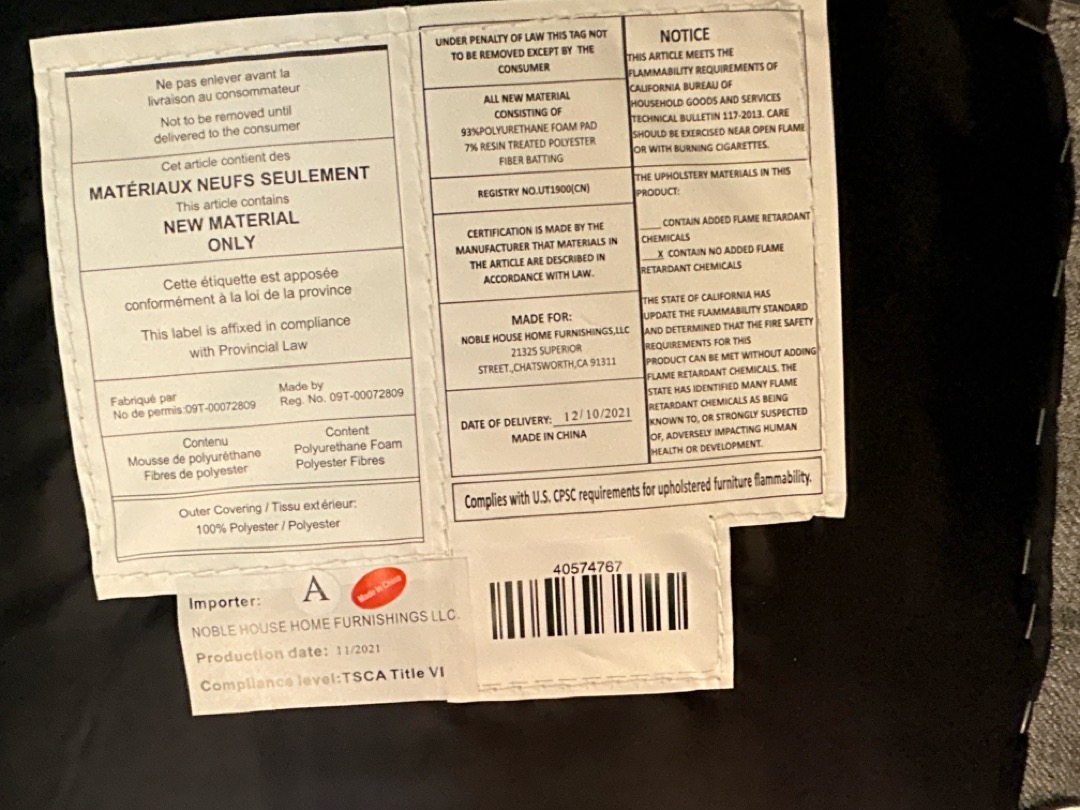 Ne pas enlever avant la
livraison au consommateur
Not to be removed until
delivered to the consumer
Cet article contient des
MATÉRIAUX NEUFS SEULEMENT
This article contains
NEW MATERIAL
ONLY
Cette étiquette est apposée
conformément à la loi de la province
This label is affixed in compliance
with Provincial Law
Fabriqué par
No de permis:09T-00072809
Made by
Reg. No. 09T-00072809
Contenu
Mousse de polyuréthane
Fibres de polyester
Content
Polyurethane Foam
Polyester Fibres
Outer Covering / Tissu extérieur:
100% Polyester / Polyester
UNDER PENALTY OF LAW THIS TAG NOT
TO BE REMOVED EXCEPT BY THE
CONSUMER
ALL NEW MATERIAL
CONSISTING OF
93%POLYURETHANE FOAM PAD
7% RESIN TREATED POLYESTER
FIBER BATTING
REGISTRY NO.UT1900(CN)
CERTIFICATION IS MADE BY THE
MANUFACTURER THAT MATERIALS IN
THE ARTICLE ARE DESCRIBED IN
ACCORDANCE WITH LAW.
MADE FOR:
NOBLE HOUSE HOME FURNISHINGS,LLC
21325 SUPERIOR
STREET.,CHATSWORTH,CA 91311
DATE OF DELIVERY: 12/10/2021
MADE IN CHINA
NOTICE
THIS ARTICLE MEETS THE
FLAMMABILITY REQUIREMENTS OF
CALIFORNIA BUREAU OF
HOUSEHOLD GOODS AND SERVICES
TECHNICAL BULLETIN 117-2013. CARE
SHOULD BE EXERCISED NEAR OPEN FLAME
OR WITH BURNING CIGARETTES.
THE UPHOLSTERY MATERIALS IN THIS
PRODUCT:
___ CONTAIN ADDED FLAME RETARDANT
CHEMICALS
X CONTAIN NO ADDED FLAME
RETARDANT CHEMICALS
THE STATE OF CALIFORNIA HAS
UPDATE THE FLAMMABILITY STANDARD
AND DETERMINED THAT THE FIRE SAFETY
REQUIREMENTS FOR THIS
PRODUCT CAN BE MET WITHOUT ADDING
FLAME RETARDANT CHEMICALS. THE
STATE HAS IDENTIFIED MANY FLAME
RETARDANT CHEMICALS AS BEING
KNOWN TO, OR STRONGLY SUSPECTED
OF, ADVERSELY IMPACTING HUMAN
HEALTH OR DEVELOPMENT.
Complies with U.S. CPSC requirements for upholstered furniture flammability.
Importer: A Made In China
NOBLE HOUSE HOME FURNISHINGS LLC.
Production date: 11/2021
Compliance level:TSCA Title VI
40574767